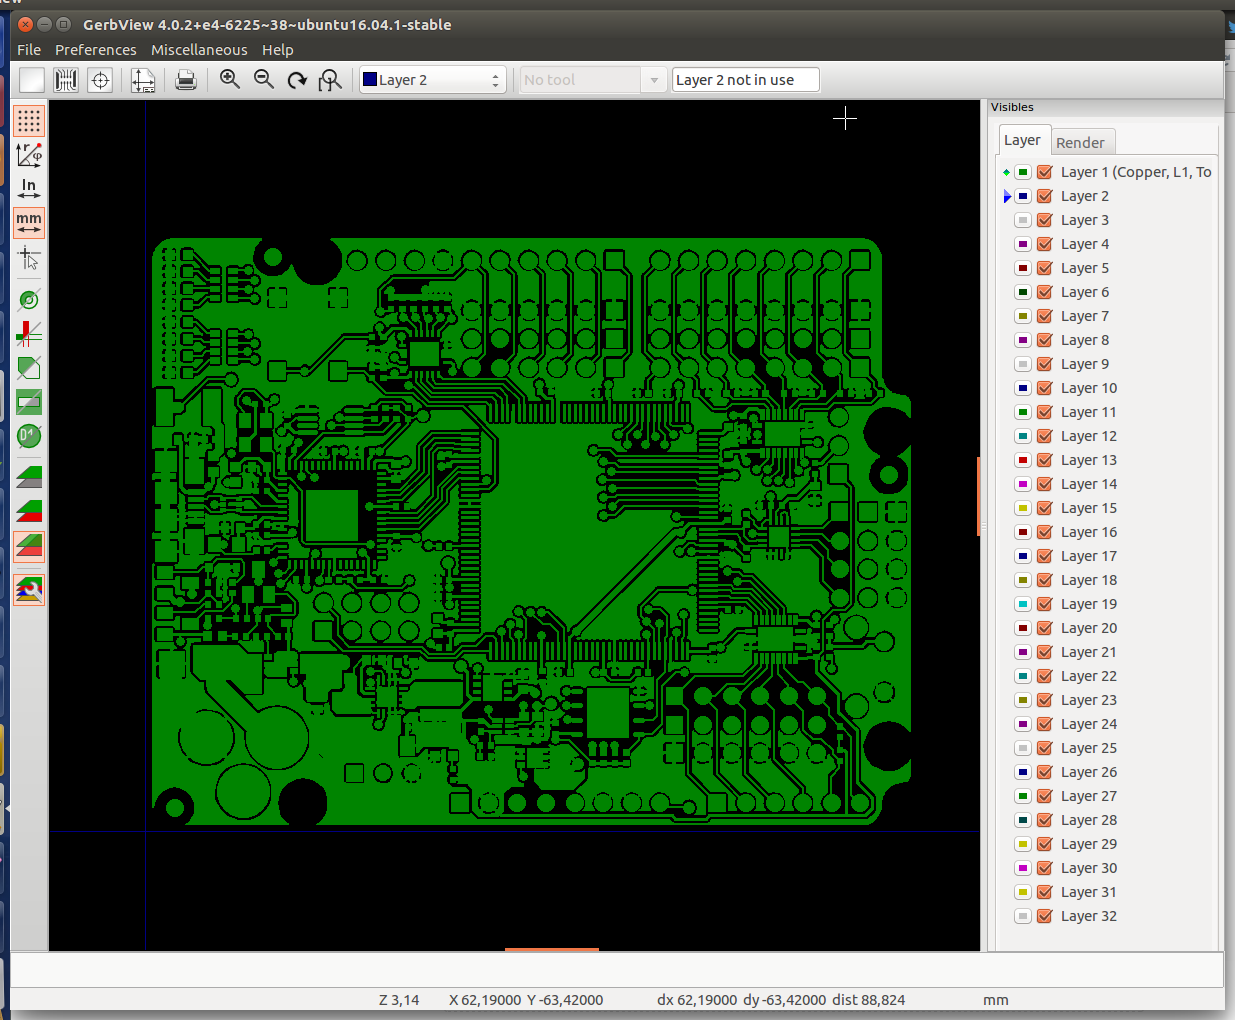 GerbView 4.0.2+e4-6225~38~ubuntu16.04.1-stable
File Preferences Miscellaneous Help
Layer 2 No tool Layer 2 not in use
Visibles
Layer Render
r φ
In
mm
Layer 1 (Copper, L1, To
Layer 2
Layer 3
Layer 4
Layer 5
Layer 6
Layer 7
Layer 8
Layer 9
Layer 10
Layer 11
Layer 12
Layer 13
Layer 14
Layer 15
Layer 16
Layer 17
Layer 18
Layer 19
Layer 20
Layer 21
Layer 22
Layer 23
Layer 24
Layer 25
Layer 26
Layer 27
Layer 28
Layer 29
Layer 30
Layer 31
Layer 32
Z 3,14 X 62,19000 Y -63,42000 dx 62,19000 dy -63,42000 dist 88,824 mm